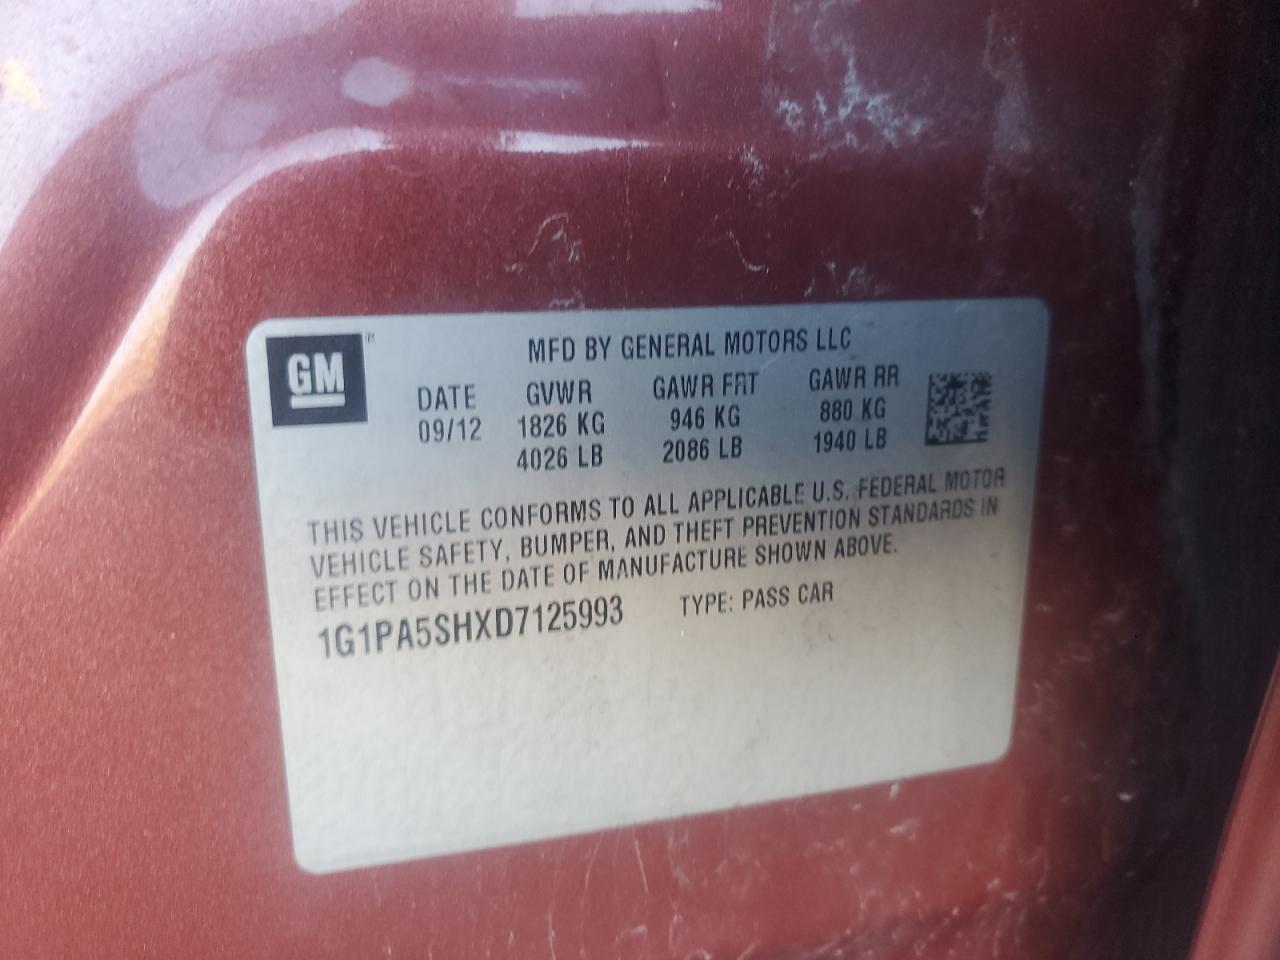 GM
MFD BY GENERAL MOTORS LLC
DATE GVWR GAWR FRT GAWR RR
09/12 1826 KG 946 KG 880 KG
4026 LB 2086 LB 1940 LB
THIS VEHICLE CONFORMS TO ALL APPLICABLE U.S. FEDERAL MOTOR
VEHICLE SAFETY, BUMPER, AND THEFT PREVENTION STANDARDS IN
EFFECT ON THE DATE OF MANUFACTURE SHOWN ABOVE.
1G1PA5SHXD7125993 TYPE: PASS CAR